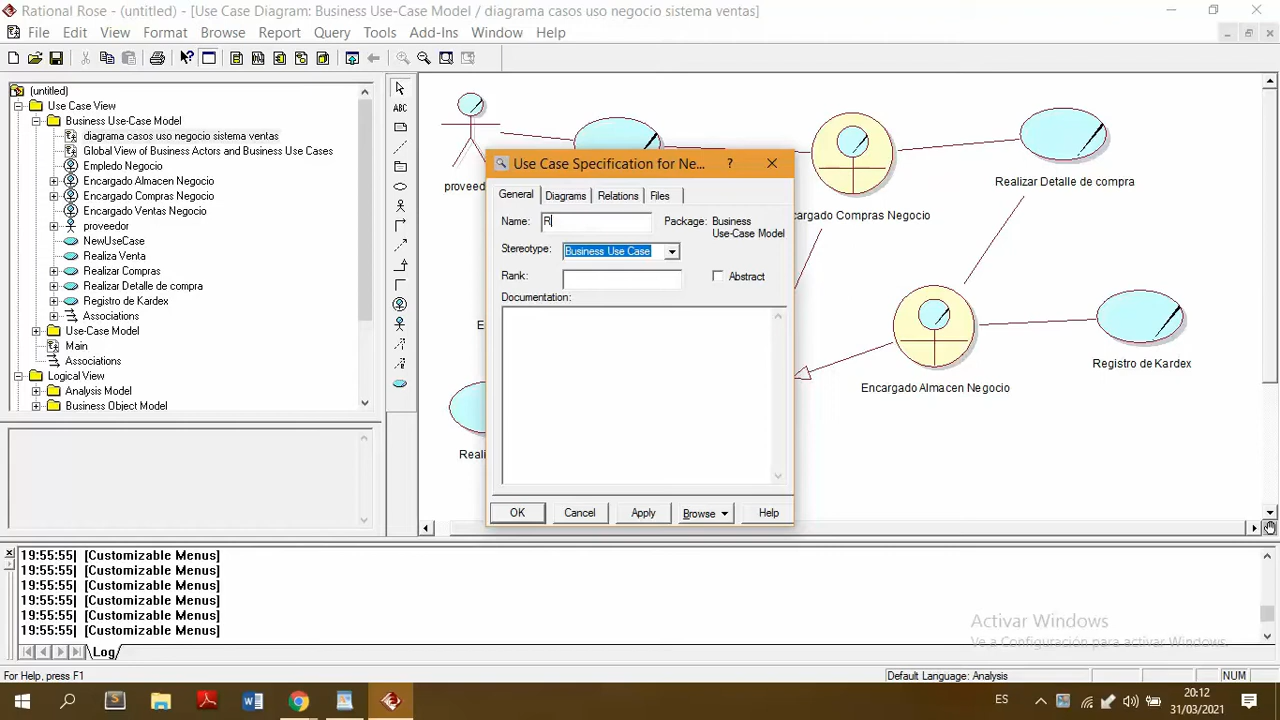 Rational Rose - (untitled) - [Use Case Diagram: Business Use-Case Model / diagrama casos uso negocio sistema ventas]
File Edit View Format Browse Report Query Tools Add-Ins Window Help
ABC
(untitled)
Use Case View
Business Use-Case Model
diagrama casos uso negocio sistema ventas
Global View of Business Actors and Business Use Cases
Empledo Negocio
Encargado Almacen Negocio
Encargado Compras Negocio
Encargado Ventas Negocio
proveedor
NewUseCase
Realiza Venta
Realizar Compras
Realizar Detalle de compra
Registro de Kardex
Associations
Use-Case Model
Main
Associations
Logical View
Analysis Model
Business Object Model
Realizar Detalle de compra
cargado Compras Negocio
Registro de Kardex
Encargado Almacen Negocio
proveed
E
Reali
Use Case Specification for Ne...
?
General Diagrams Relations Files
Name: R
Package: Business
Use-Case Model
Stereotype: Business Use Case
Rank:
Abstract
Documentation:
OK Cancel Apply Browse Help
19:55:55| [Customizable Menus]
19:55:55| [Customizable Menus]
19:55:55| [Customizable Menus]
19:55:55| [Customizable Menus]
19:55:55| [Customizable Menus]
19:55:55| [Customizable Menus]
Log
Activar Windows
Ve a Configuración para activar Windows.
For Help, press F1
Default Language: Analysis
NUM
ES
20:12
31/03/2021